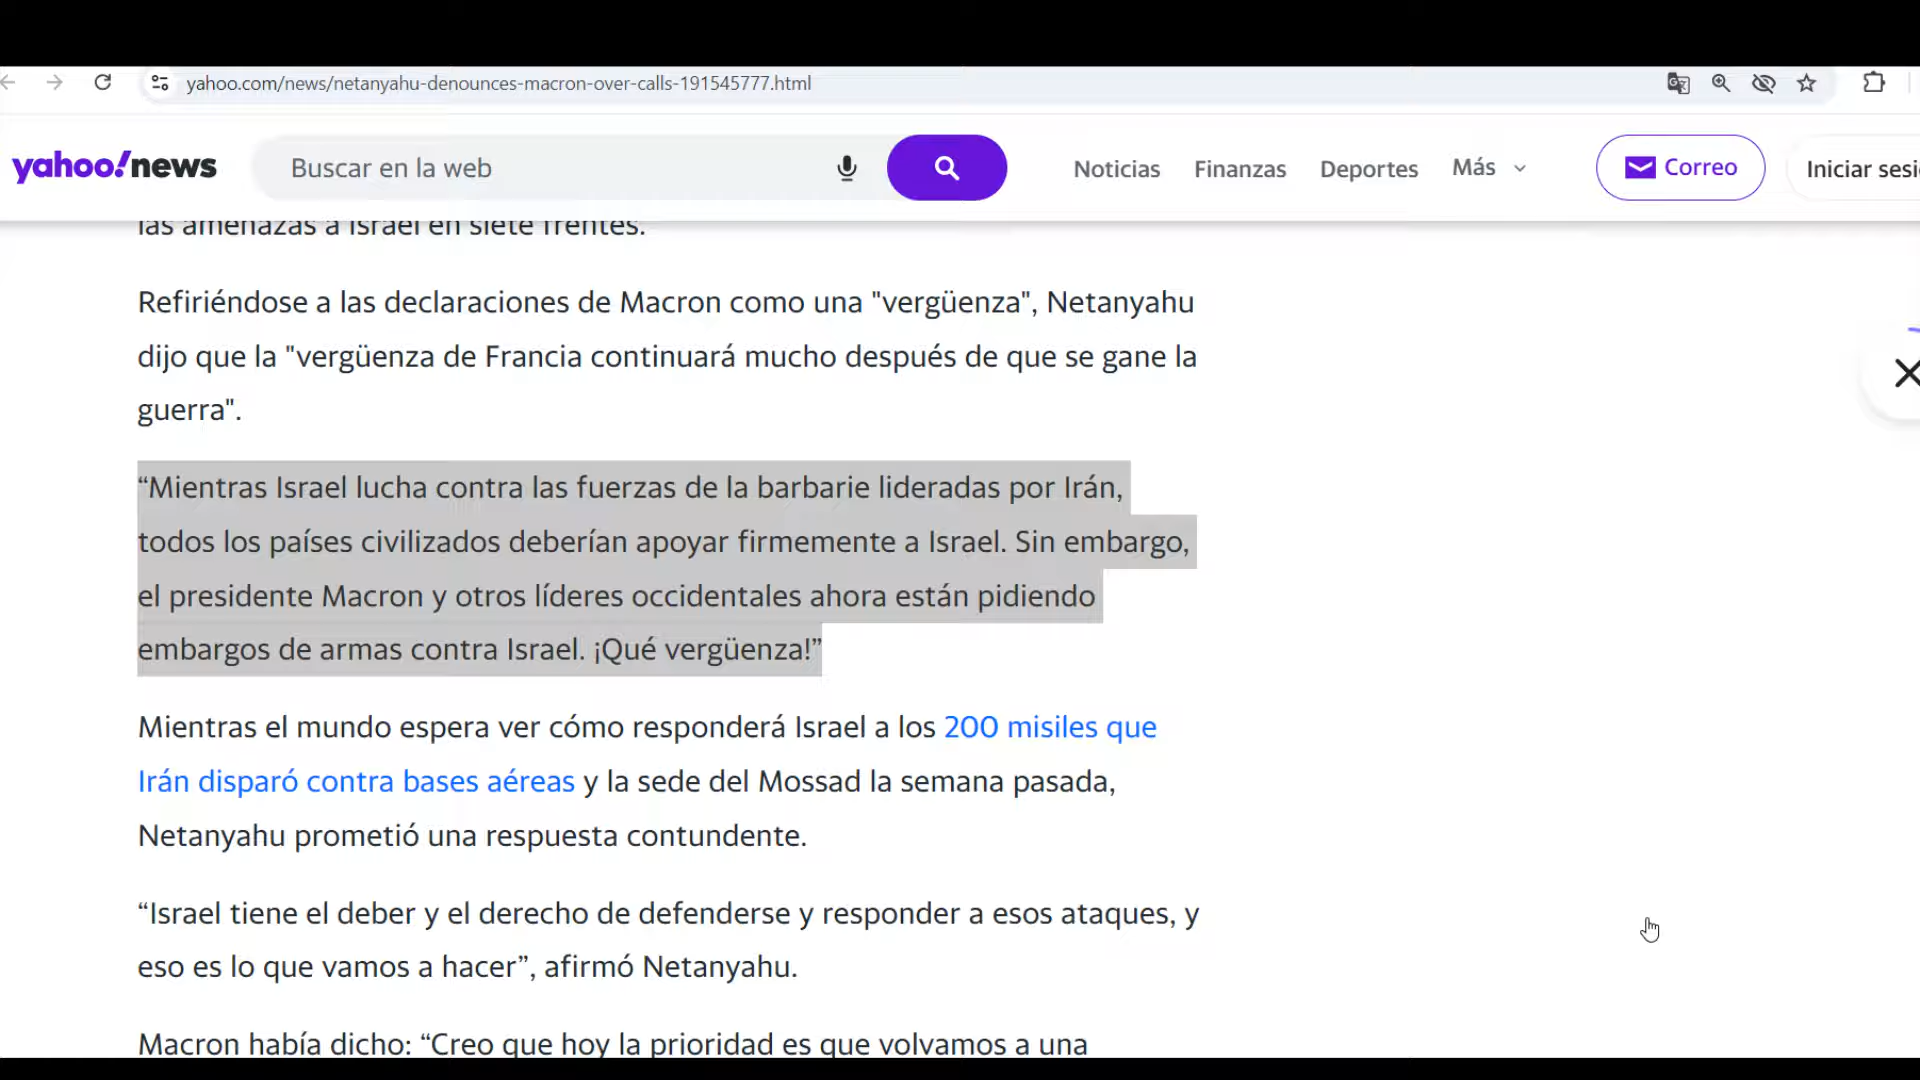 yahoo.com/news/netanyahu-denounces-macron-over-calls-191545777.html
yahoo!news
Buscar en la web
Noticias
Finanzas
Deportes
Más
Correo
Iniciar sesi
las amenazas a Israel en siete frentes.
Refiriéndose a las declaraciones de Macron como una "vergüenza", Netanyahu
dijo que la "vergüenza de Francia continuará mucho después de que se gane la
guerra".
“Mientras Israel lucha contra las fuerzas de la barbarie lideradas por Irán,
todos los países civilizados deberían apoyar firmemente a Israel. Sin embargo,
el presidente Macron y otros líderes occidentales ahora están pidiendo
embargos de armas contra Israel. ¡Qué vergüenza!”
Mientras el mundo espera ver cómo responderá Israel a los 200 misiles que
Irán disparó contra bases aéreas y la sede del Mossad la semana pasada,
Netanyahu prometió una respuesta contundente.
“Israel tiene el deber y el derecho de defenderse y responder a esos ataques, y
eso es lo que vamos a hacer”, afirmó Netanyahu.
Macron había dicho: “Creo que hoy la prioridad es que volvamos a una